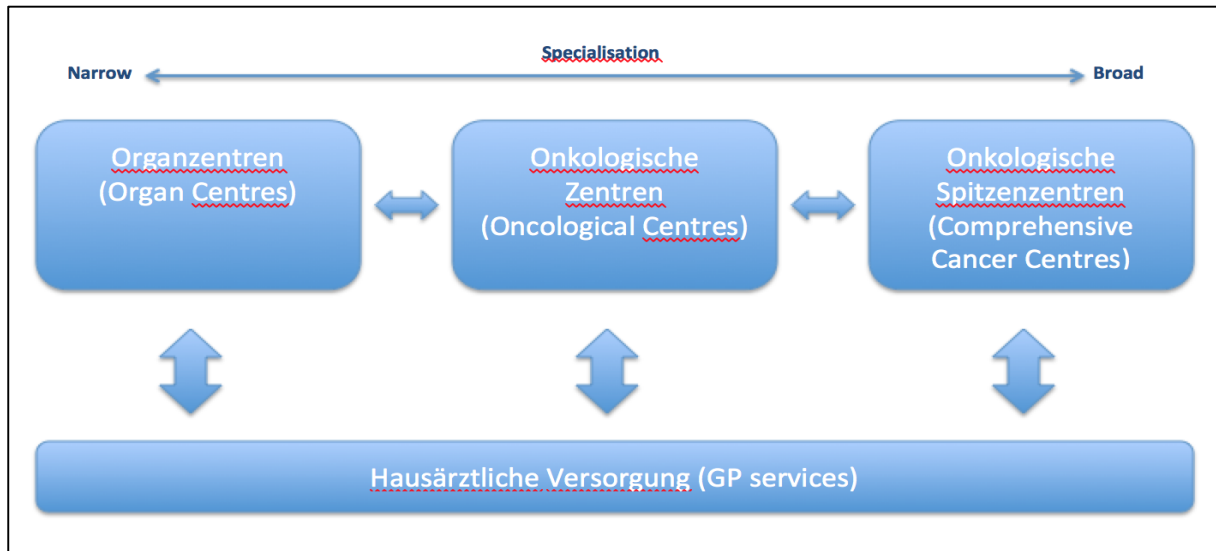 Specialisation
Narrow
Broad
Organzentren
(Organ Centres)
Onkologische
Zentren
(Oncological Centres)
Onkologische
Spitzenzentren
(Comprehensive
Cancer Centres)
Hausärztliche Versorgung (GP services)